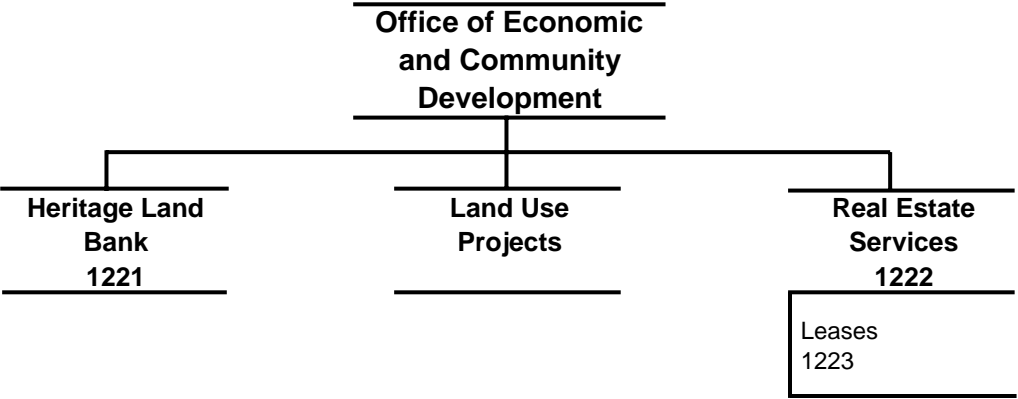 Office of Economic
and Community
Development
Heritage Land
Bank
1221
Land Use
Projects
Real Estate
Services
1222
Leases
1223